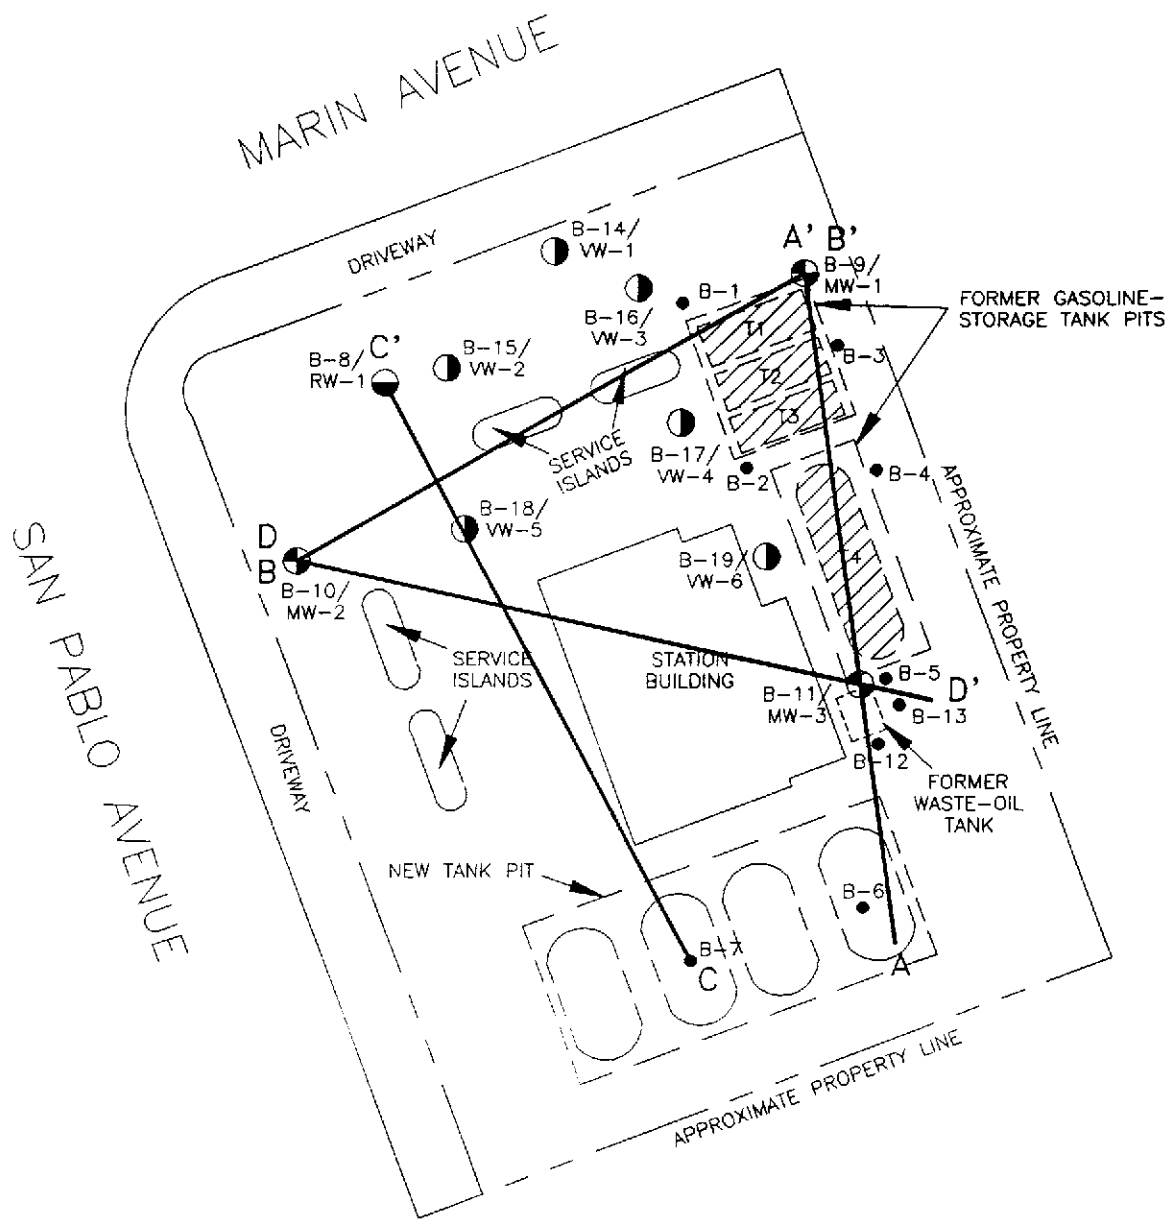 MARIN AVENUE
DRIVEWAY
B-14/
VW-1
A' B'
B-9/
MW-1
B-16/
VW-3
B-1
FORMER GASOLINE-
STORAGE TANK PITS
T1
C'
B-8/
RW-1
B-15/
VW-2
B-3
T2
T3
SERVICE
ISLANDS
B-17/
VW-4
B-2
B-4
APPROXIMATE PROPERTY LINE
B-18/
VW-5
D
B
B-10/
MW-2
B-19/
VW-6
4
SAN PABLO AVENUE
SERVICE
ISLANDS
STATION
BUILDING
B-5
D'
B-11/
MW-3
B-13
B-12
DRIVEWAY
FORMER
WASTE-OIL
TANK
NEW TANK PIT
B-6
B-7
C
A
APPROXIMATE PROPERTY LINE